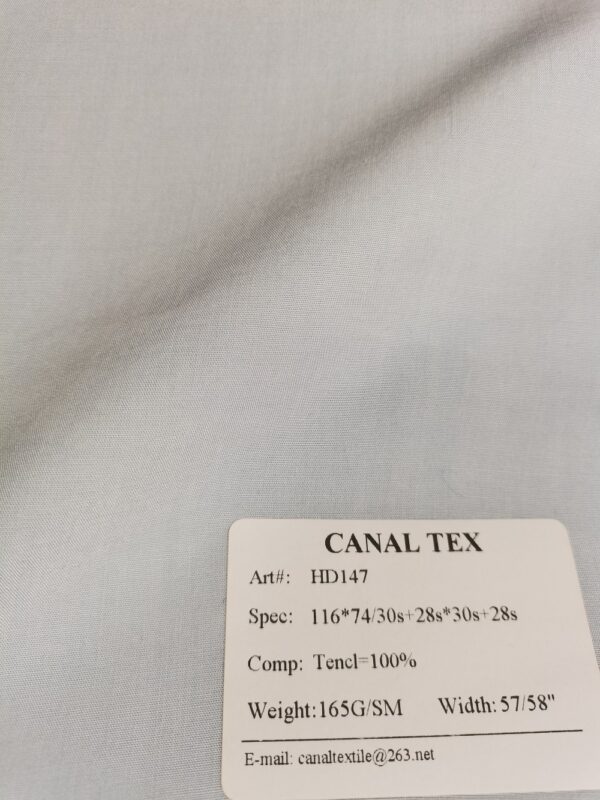 CANAL TEX
Art#: HD147
Spec: 116*74/30s+28s*30s+28s
Comp: Tencl=100%
Weight:165G/SM Width: 57/58"
E-mail: canaltextile@263.net